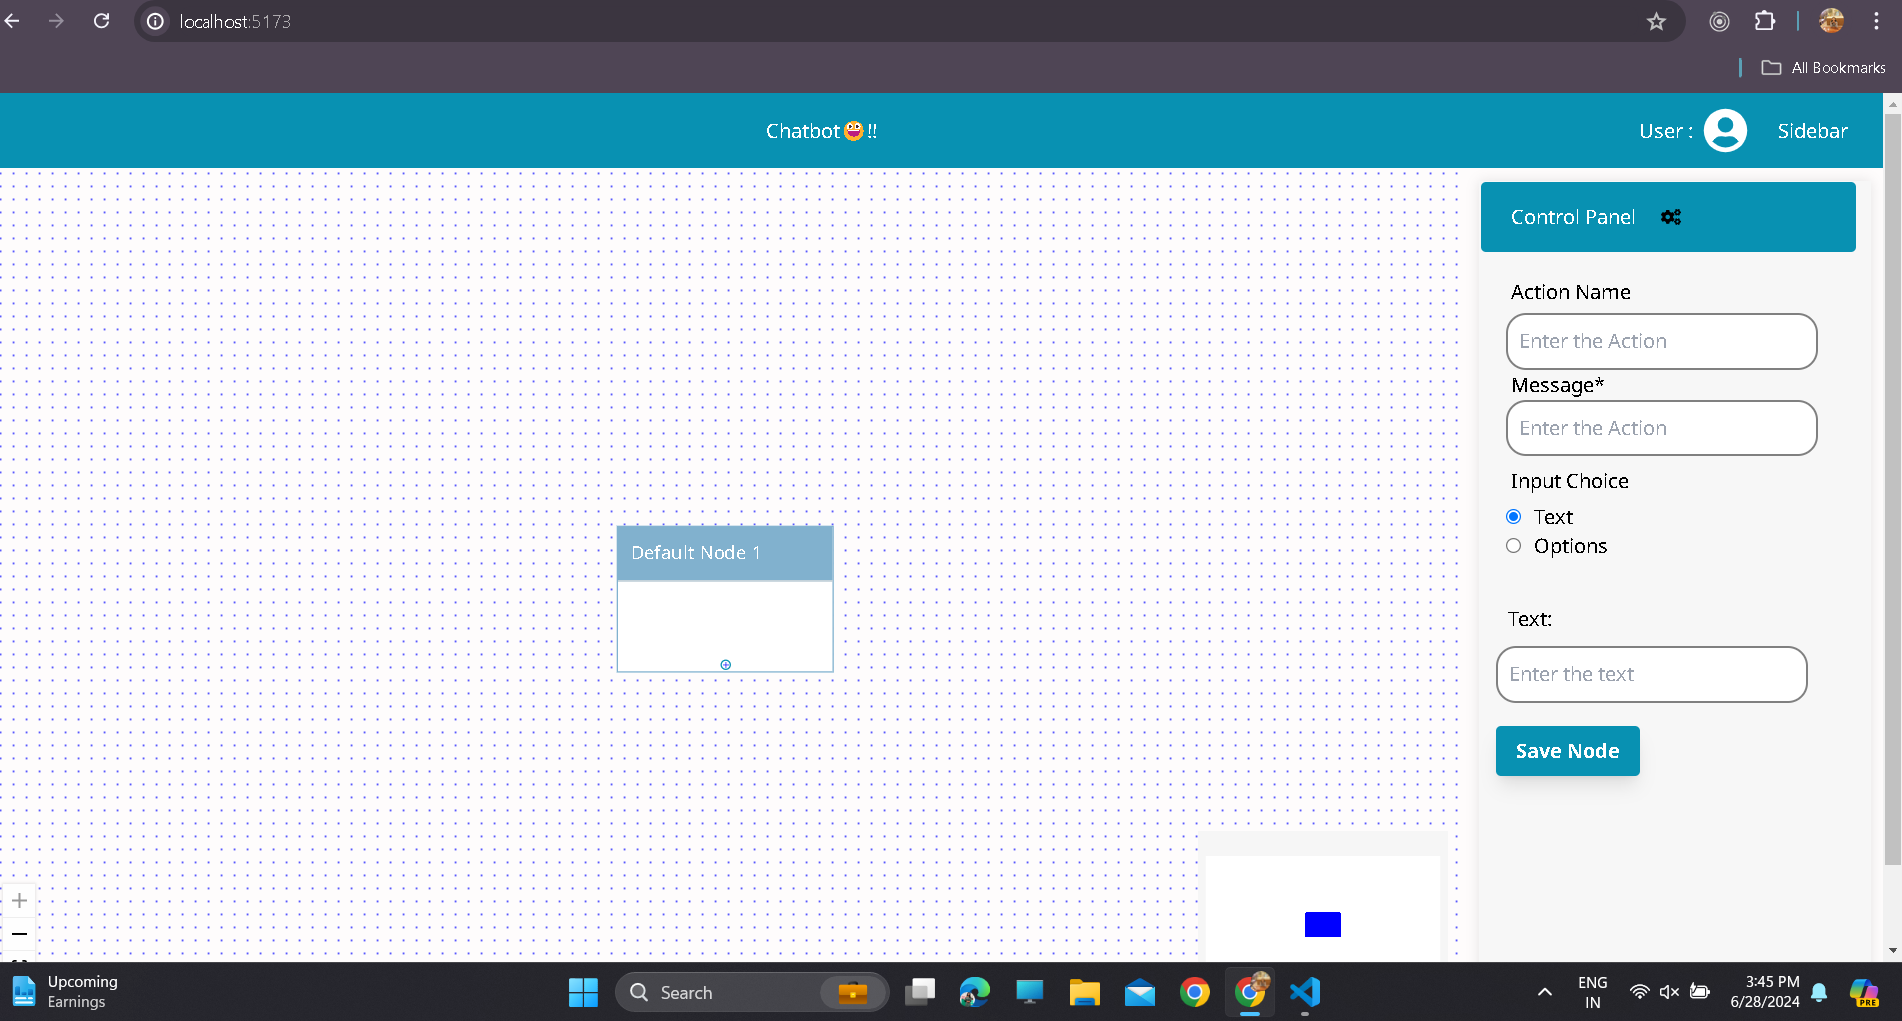 localhost:5173
All Bookmarks
Chatbot😀!!
User :
Sidebar
Control Panel
Action Name
Enter the Action
Message*
Enter the Action
Input Choice
Text
Options
Default Node 1
Text:
Enter the text
Save Node
Upcoming
Earnings
Search
ENG
IN
3:45 PM
6/28/2024
PRE